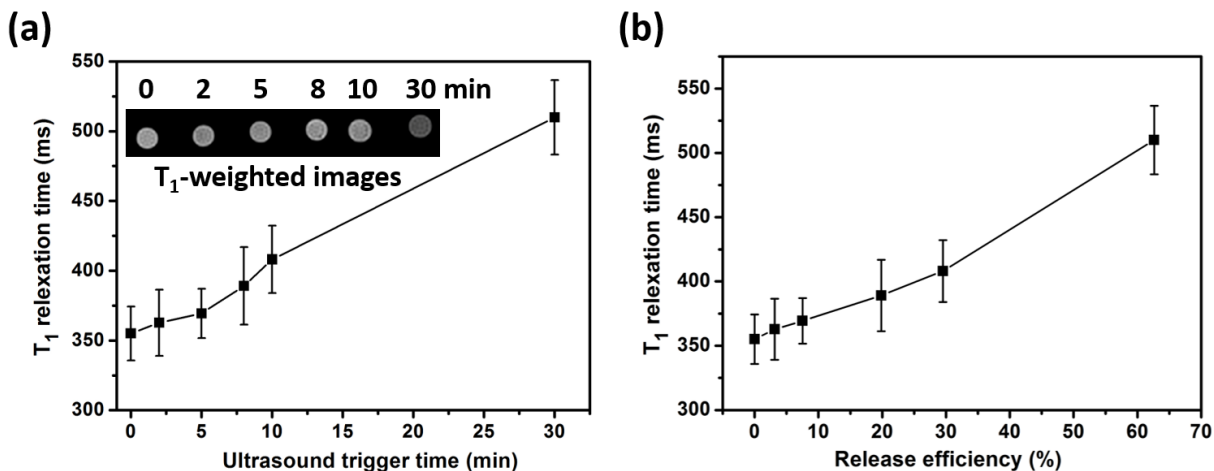 (a)
550
500
450
400
350
300
T1 relexation time (ms)
0 2 5 8 10 30 min
T1-weighted images
0 5 10 15 20 25 30
Ultrasound trigger time (min)
(b)
550
500
450
400
350
300
T1 relexation time (ms)
0 10 20 30 40 50 60 70
Release efficiency (%)